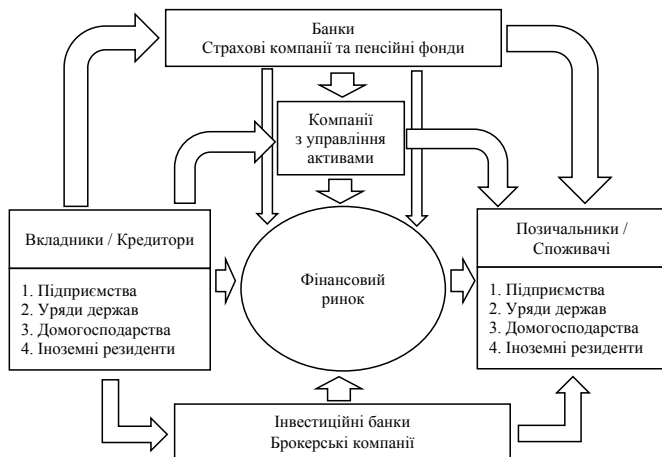 Банки
Страхові компанії та пенсійні фонди
Компанії
з управління
активами
Вкладники / Кредитори
1. Підприємства
2. Уряди держав
3. Домогосподарства
4. Іноземні резиденти
Фінансовий
ринок
Позичальники /
Споживачі
1. Підприємства
2. Уряди держав
3. Домогосподарства
4. Іноземні резиденти
Інвестиційні банки
Брокерські компанії